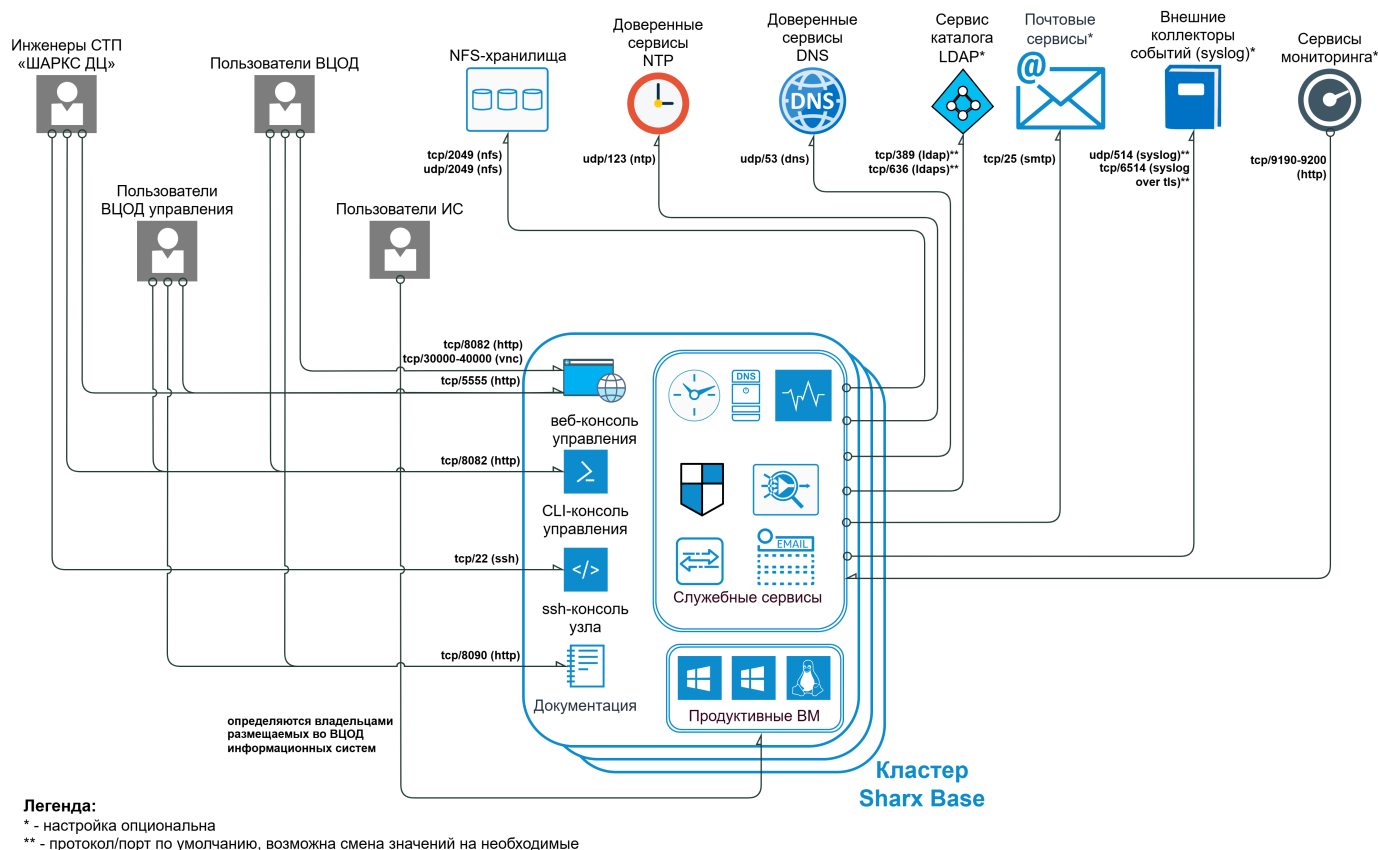 Инженеры СТП
«ШАРКС ДЦ»
Пользователи ВЦОД
NFS-хранилища
Доверенные
сервисы
NTP
Доверенные
сервисы
DNS
Сервис
каталога
LDAP*
Почтовые
сервисы*
Внешние
коллекторы
событий (syslog)*
Сервисы
мониторинга*
@
DNS
tcp/2049 (nfs)
udp/2049 (nfs)
udp/123 (ntp)
udp/53 (dns)
tcp/389 (ldap)**
tcp/636 (ldaps)**
tcp/25 (smtp)
udp/514 (syslog)**
tcp/6514 (syslog
over tls)**
tcp/9190-9200
(http)
Пользователи
ВЦОД управления
Пользователи ИС
tcp/8082 (http)
tcp/30000-40000 (vnc)
tcp/5555 (http)
веб-консоль
управления
tcp/8082 (http)
CLI-консоль
управления
tcp/22 (ssh)
</>
ssh-консоль
узла
tcp/8090 (http)
Документация
DNS
EMAIL
Служебные сервисы
Продуктивные ВМ
определяются владельцами
размещаемых во ВЦОД
информационных систем
Кластер
Sharx Base
Легенда:
* - настройка опциональна
** - протокол/порт по умолчанию, возможна смена значений на необходимые